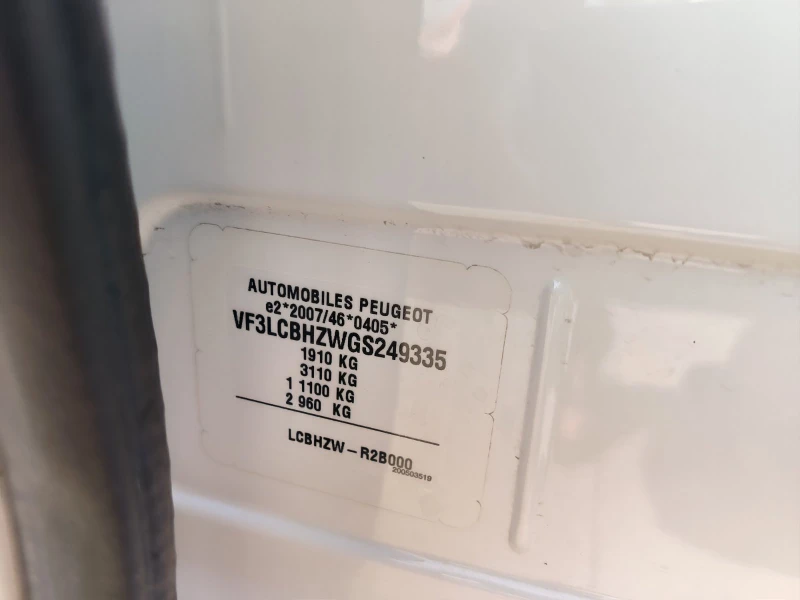 AUTOMOBILES PEUGEOT
e2*2007/46*0405*
VF3LCBHZWGS249335
1910 KG
3110 KG
1 1100 KG
2 960 KG
LCBHZW-R2B000
200503519